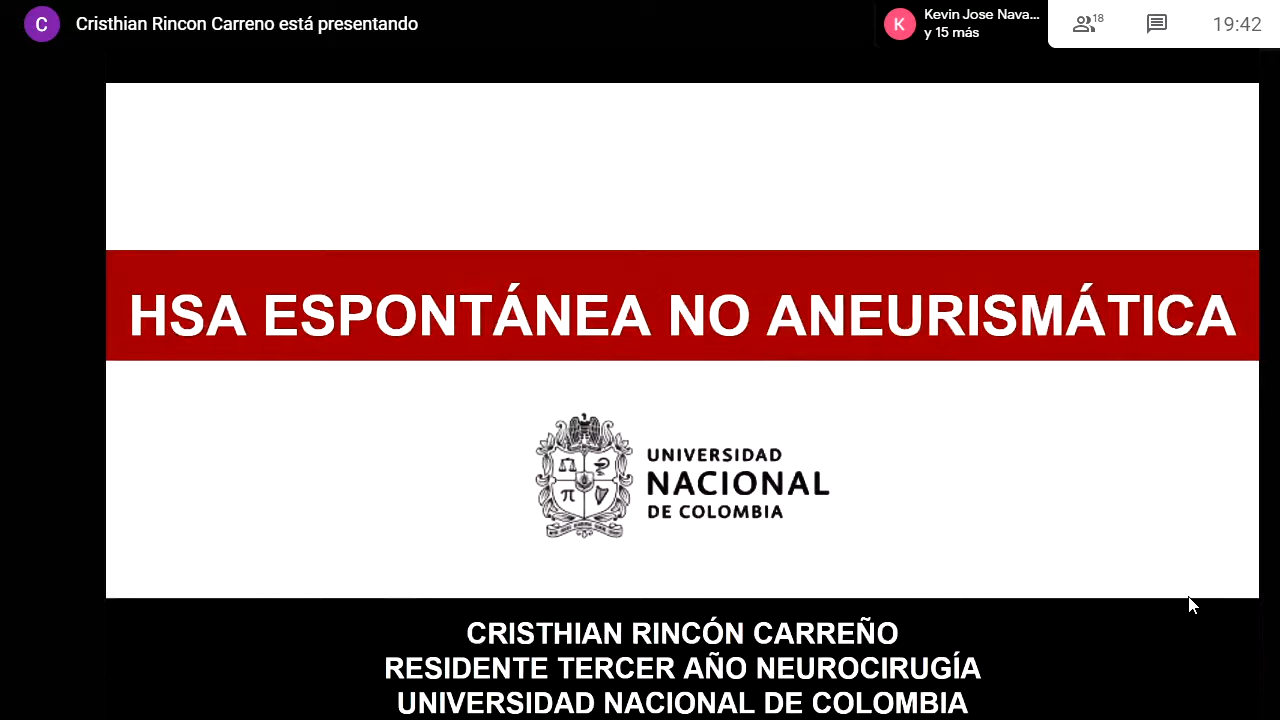 C
Cristhian Rincon Carreno está presentando
K
Kevin Jose Nava...
y 15 más
18
19:42
HSA ESPONTÁNEA NO ANEURISMÁTICA
UNIVERSIDAD
NACIONAL
DE COLOMBIA
CRISTHIAN RINCÓN CARREÑO
RESIDENTE TERCER AÑO NEUROCIRUGÍA
UNIVERSIDAD NACIONAL DE COLOMBIA